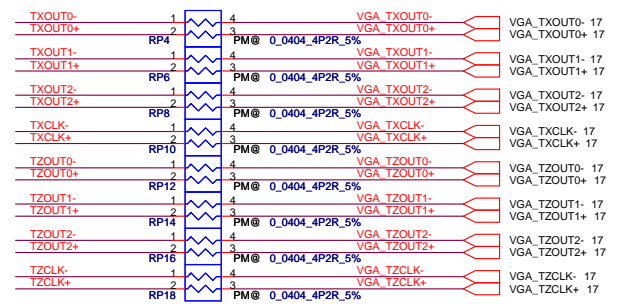 TXOUT0- 1 4 VGA_TXOUT0- VGA_TXOUT0- 17
TXOUT0+ 2 3 VGA_TXOUT0+ VGA_TXOUT0+ 17
RP4 PM@ 0_0404_4P2R_5%
TXOUT1- 1 4 VGA_TXOUT1- VGA_TXOUT1- 17
TXOUT1+ 2 3 VGA_TXOUT1+ VGA_TXOUT1+ 17
RP6 PM@ 0_0404_4P2R_5%
TXOUT2- 1 4 VGA_TXOUT2- VGA_TXOUT2- 17
TXOUT2+ 2 3 VGA_TXOUT2+ VGA_TXOUT2+ 17
RP8 PM@ 0_0404_4P2R_5%
TXCLK- 1 4 VGA_TXCLK- VGA_TXCLK- 17
TXCLK+ 2 3 VGA_TXCLK+ VGA_TXCLK+ 17
RP10 PM@ 0_0404_4P2R_5%
TZOUT0- 1 4 VGA_TZOUT0- VGA_TZOUT0- 17
TZOUT0+ 2 3 VGA_TZOUT0+ VGA_TZOUT0+ 17
RP12 PM@ 0_0404_4P2R_5%
TZOUT1- 1 4 VGA_TZOUT1- VGA_TZOUT1- 17
TZOUT1+ 2 3 VGA_TZOUT1+ VGA_TZOUT1+ 17
RP14 PM@ 0_0404_4P2R_5%
TZOUT2- 1 4 VGA_TZOUT2- VGA_TZOUT2- 17
TZOUT2+ 2 3 VGA_TZOUT2+ VGA_TZOUT2+ 17
RP16 PM@ 0_0404_4P2R_5%
TZCLK- 1 4 VGA_TZCLK- VGA_TZCLK- 17
TZCLK+ 2 3 VGA_TZCLK+ VGA_TZCLK+ 17
RP18 PM@ 0_0404_4P2R_5%